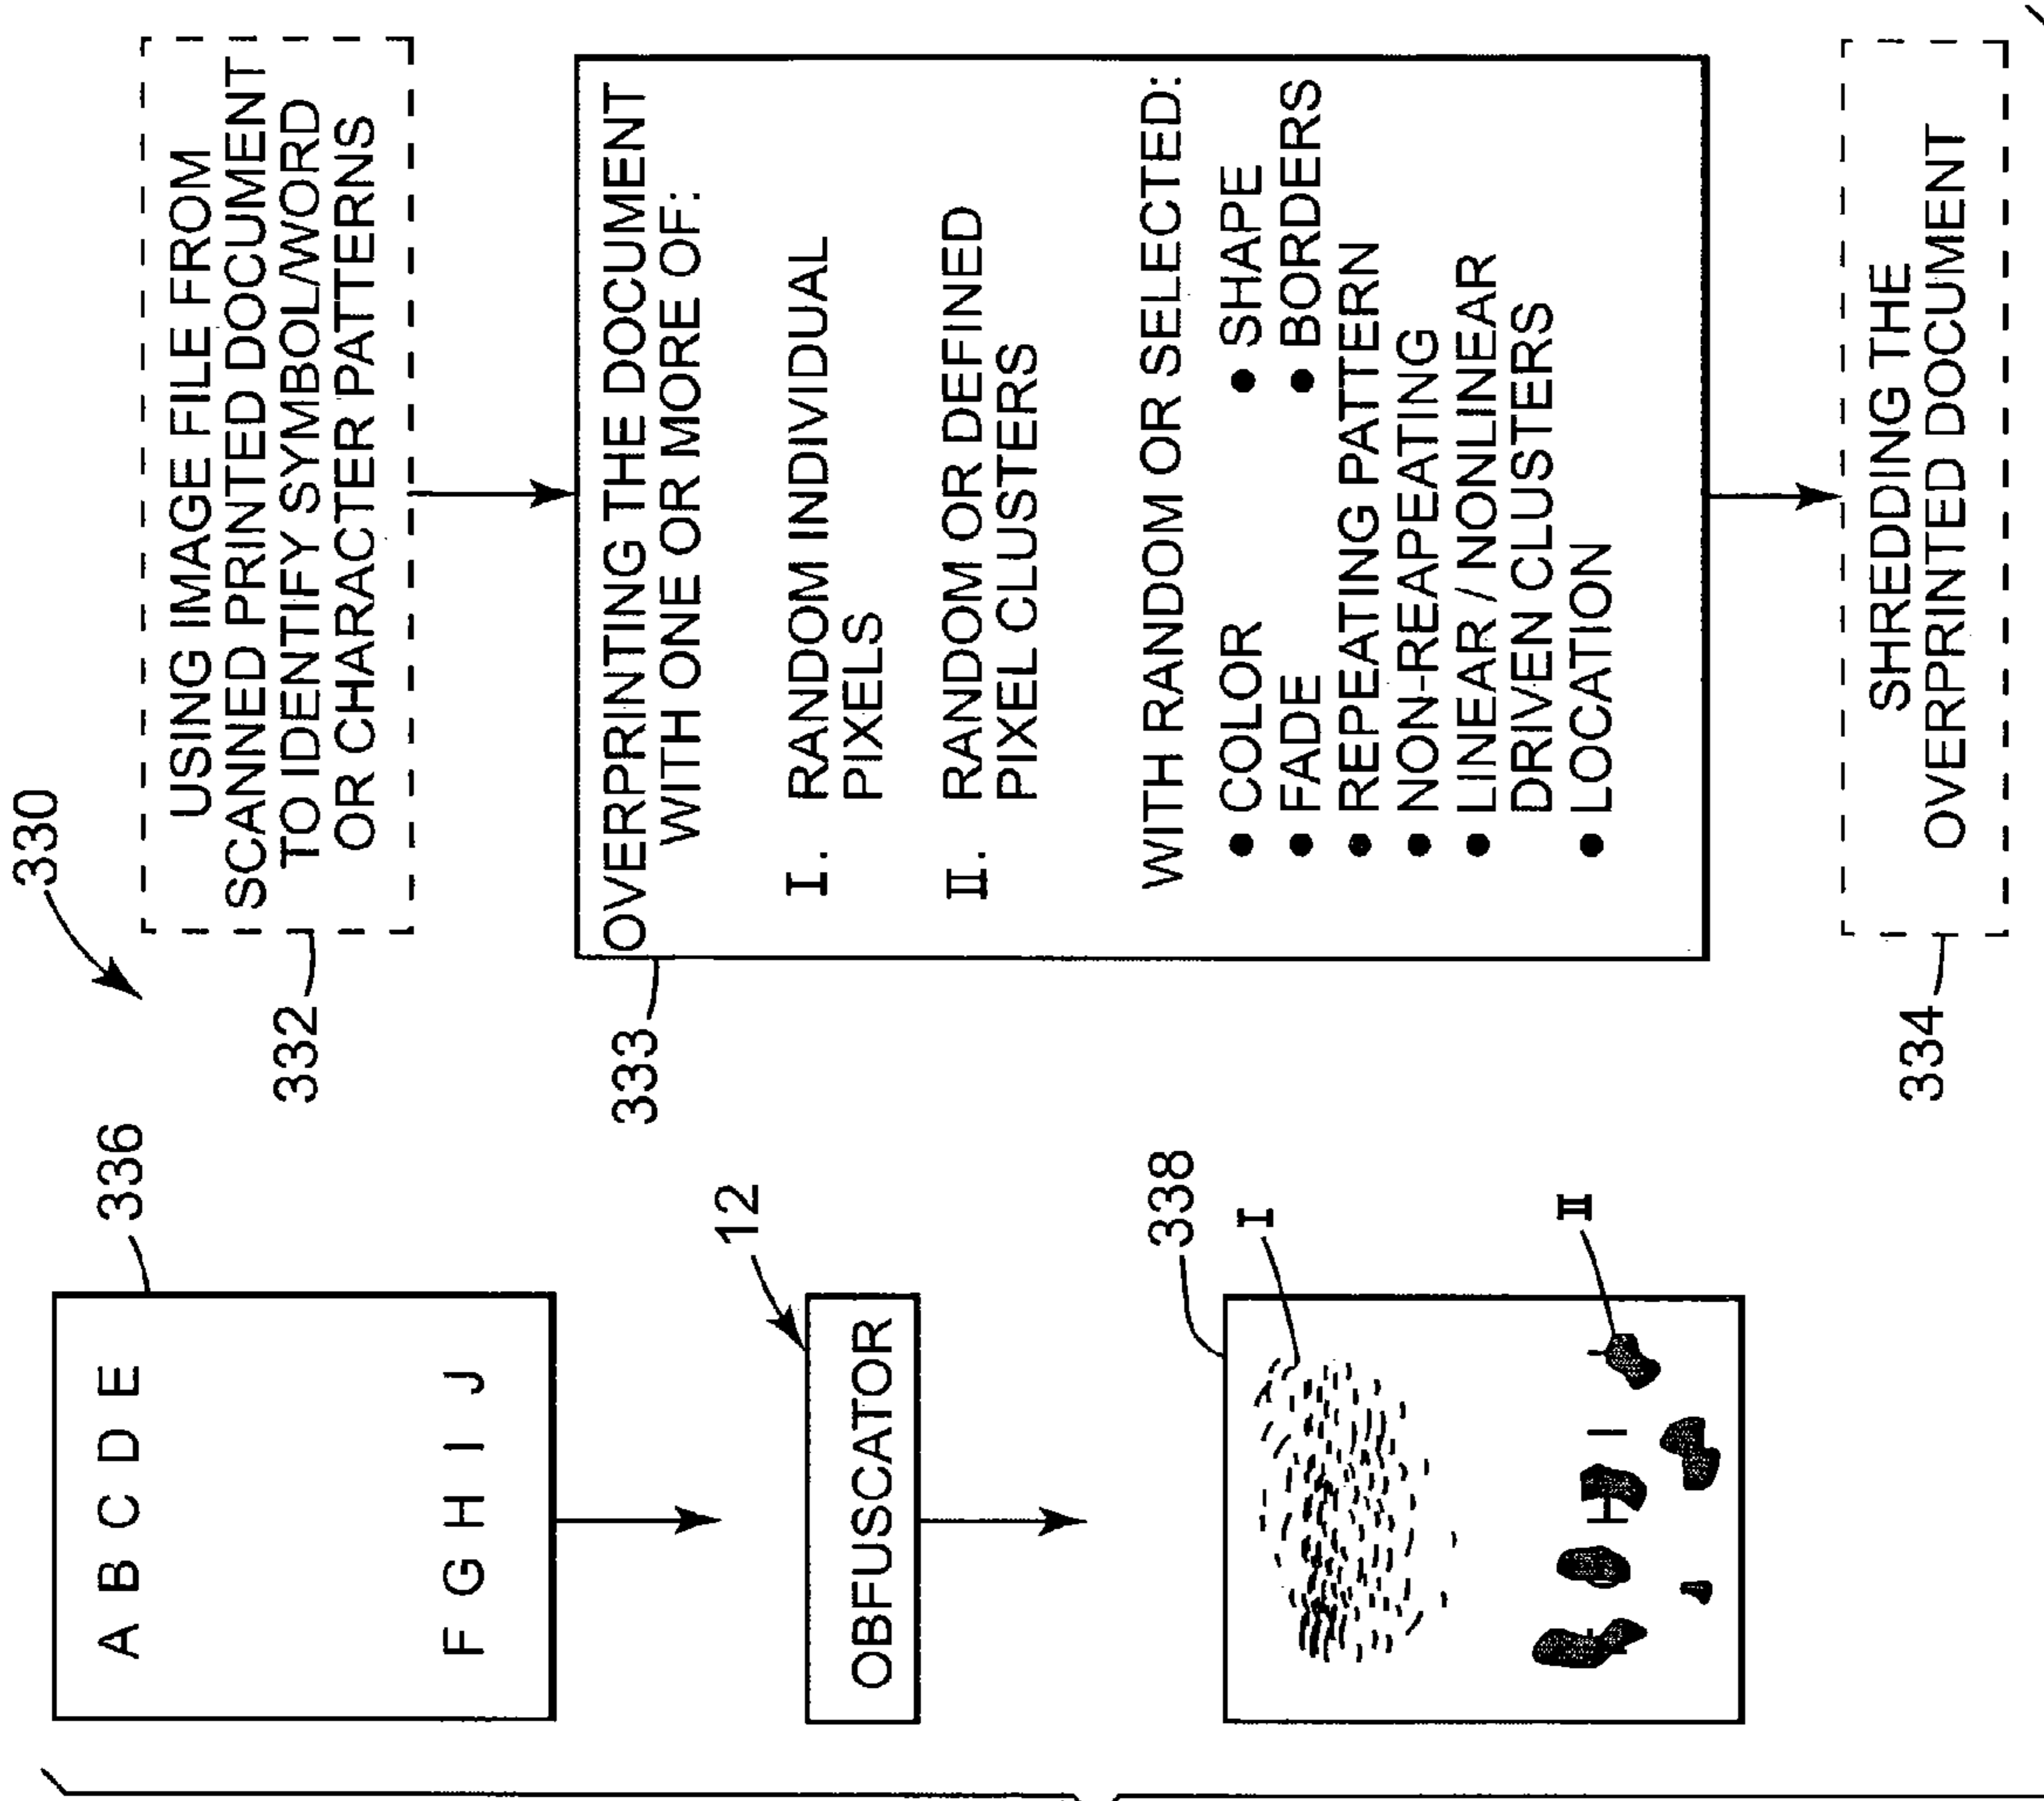 330
336
A B C D E
F G H I J
12
OBFUSCATOR
338
I
II
332
USING IMAGE FILE FROM
SCANNED PRINTED DOCUMENT
TO IDENTIFY SYMBOL/WORD
OR CHARACTER PATTERNS
333
OVERPRINTING THE DOCUMENT
WITH ONE OR MORE OF:
I. RANDOM INDIVIDUAL
PIXELS
II. RANDOM OR DEFINED
PIXEL CLUSTERS
WITH RANDOM OR SELECTED:
• COLOR • SHAPE
• FADE • BORDERS
• REPEATING PATTERN
• NON-REAPEATING
• LINEAR / NONLINEAR
DRIVEN CLUSTERS
• LOCATION
334
SHREDDING THE
OVERPRINTED DOCUMENT